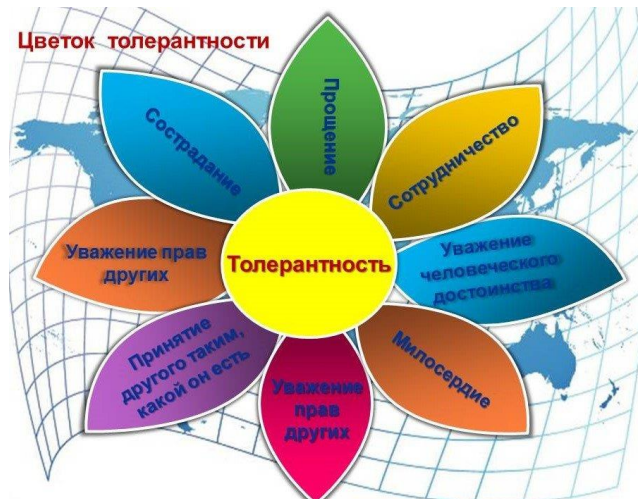 Цветок толерантности
Прощение
Сотрудничество
Уважение
человеческого
достоинства
Милосердие
Уважение
прав
других
Принятие
другого таким,
какой он есть
Уважение прав
других
Сострадание
Толерантность